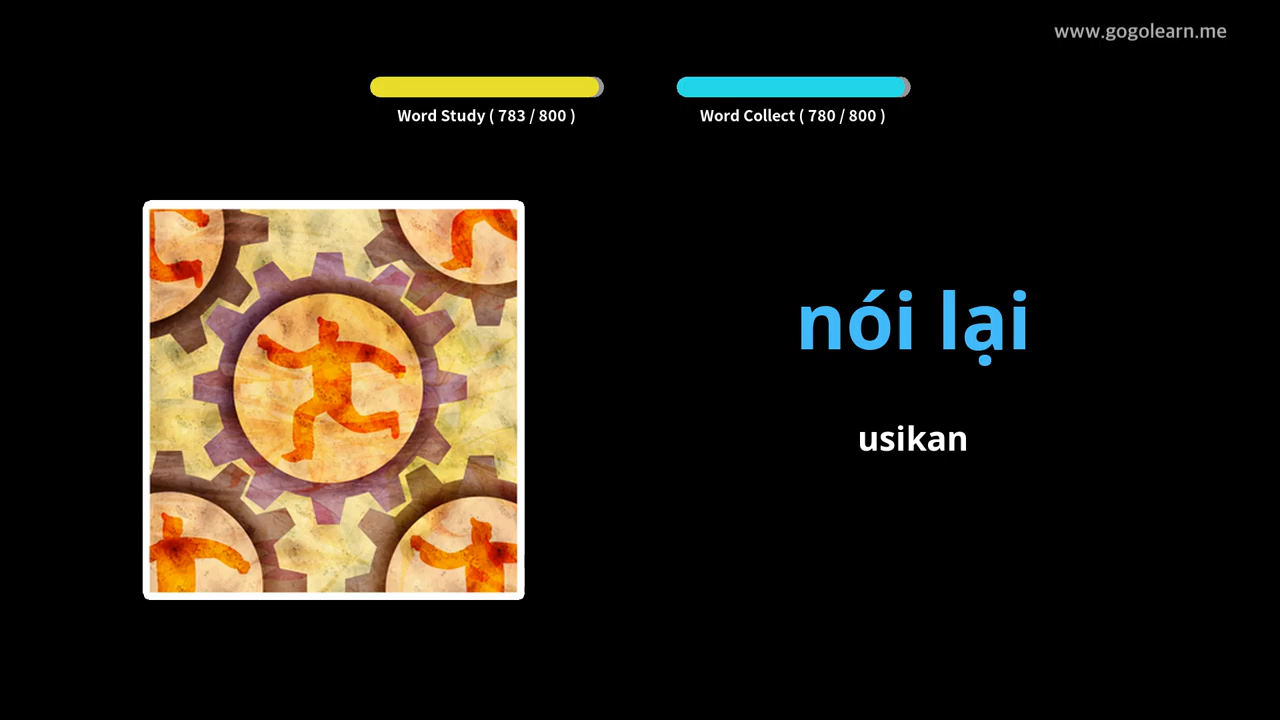 www.gogolearn.me
Word Study ( 783 / 800 )
Word Collect ( 780 / 800 )
nói lại
usikan